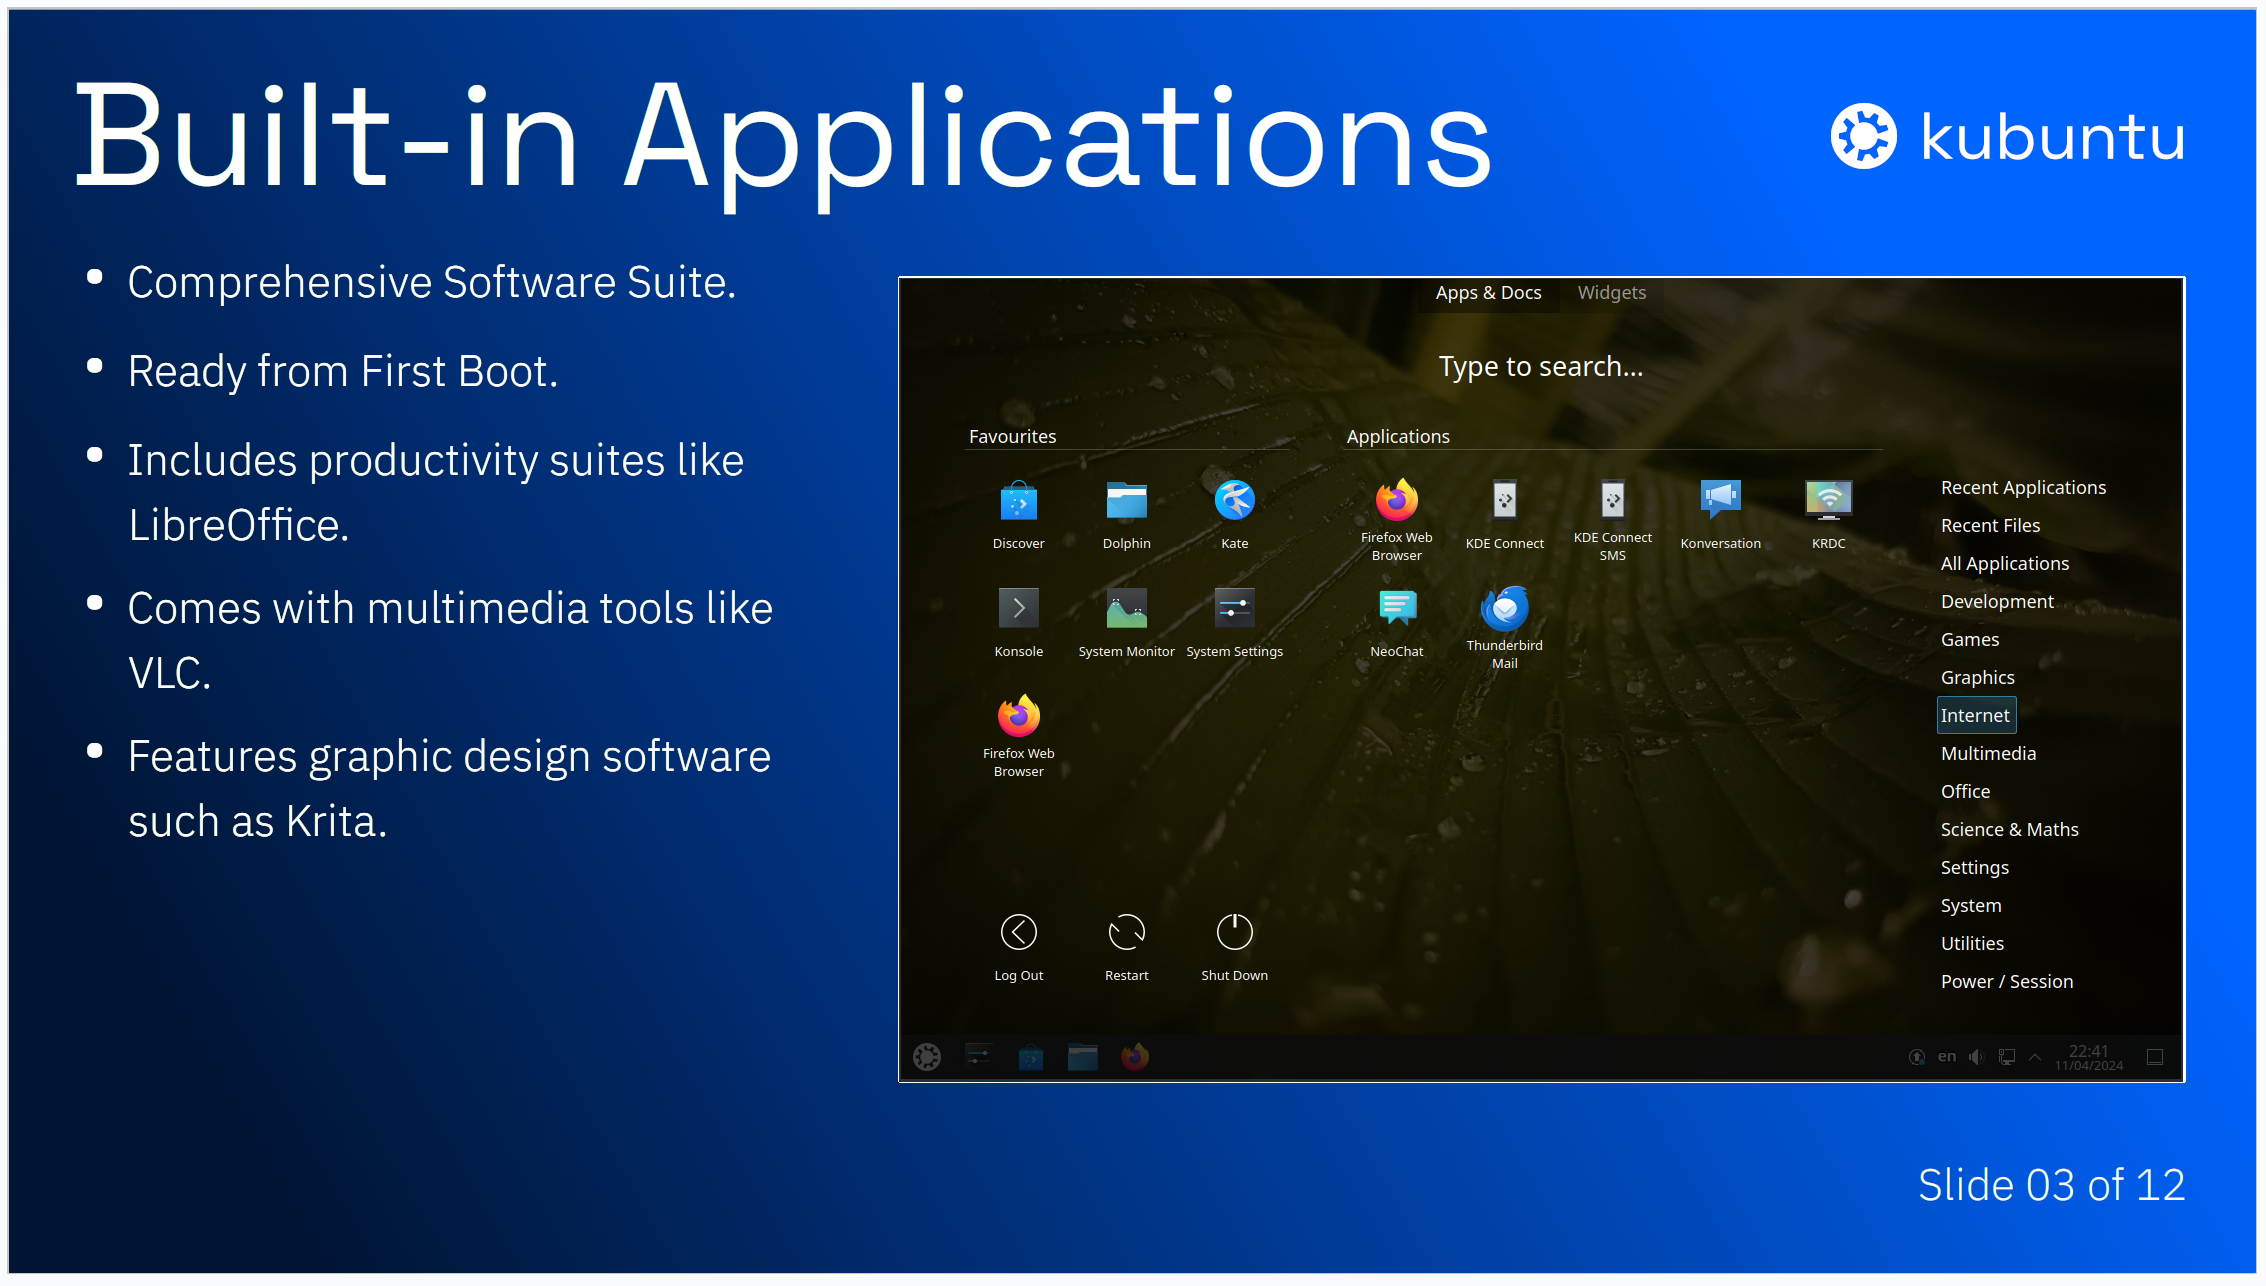 Built-in Applications
kubuntu
Comprehensive Software Suite.
Ready from First Boot.
Includes productivity suites like
LibreOffice.
Comes with multimedia tools like
VLC.
Features graphic design software
such as Krita.
Apps & Docs Widgets
Type to search...
Favourites
Discover Dolphin Kate
Konsole System Monitor System Settings
Firefox Web
Browser
Log Out Restart Shut Down
Applications
Firefox Web
Browser
KDE Connect
KDE Connect
SMS
Konversation
KRDC
NeoChat
Thunderbird
Mail
Recent Applications
Recent Files
All Applications
Development
Games
Graphics
Internet
Multimedia
Office
Science & Maths
Settings
System
Utilities
Power / Session
en
22:41
11/04/2024
Slide 03 of 12